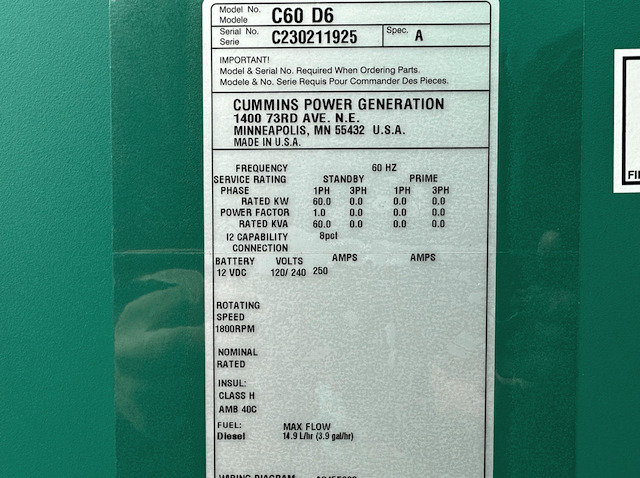 Model No. C60 D6
Modele
Serial No. C230211925 Spec. A
Serie
IMPORTANT!
Model & Serial No. Required When Ordering Parts.
Modele & No. Serie Requis Pour Commander Des Pieces.
CUMMINS POWER GENERATION
1400 73RD AVE. N.E.
MINNEAPOLIS, MN 55432 U.S.A.
MADE IN U.S.A.
FREQUENCY 60 HZ
SERVICE RATING STANDBY PRIME
PHASE 1PH 3PH 1PH 3PH
RATED KW 60.0 0.0 0.0 0.0
POWER FACTOR 1.0 0.0 0.0 0.0
RATED KVA 60.0 0.0 0.0 0.0
I2 CAPABILITY 8pct
CONNECTION
BATTERY VOLTS AMPS AMPS
12 VDC 120/ 240 250
ROTATING
SPEED
1800RPM
NOMINAL
RATED
INSUL:
CLASS H
AMB 40C
FUEL: MAX FLOW
Diesel 14.9 L/hr (3.9 gal/hr)
WIRING DIAGRAM